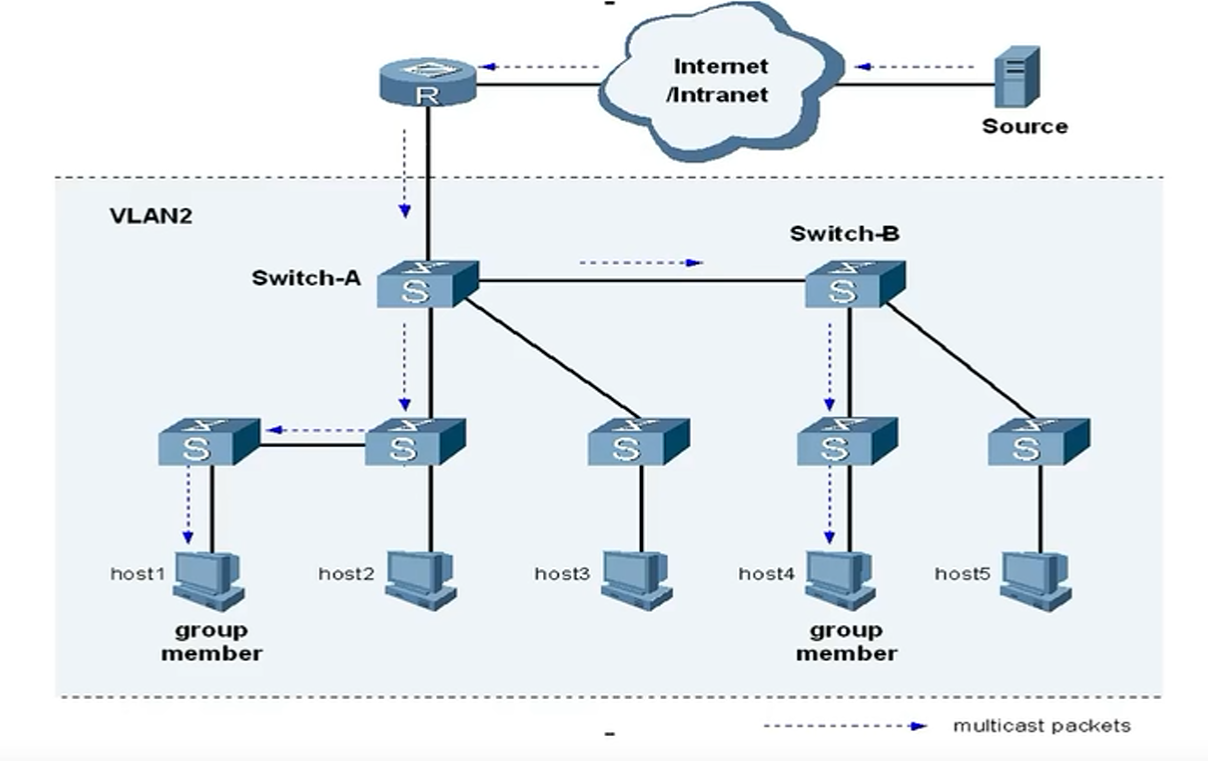 Internet
/Intranet
R
Source
VLAN2
Switch-B
Switch-A
S
S
S
S
S
S
S
host1
host2
host3
host4
host5
group
member
group
member
multicast packets